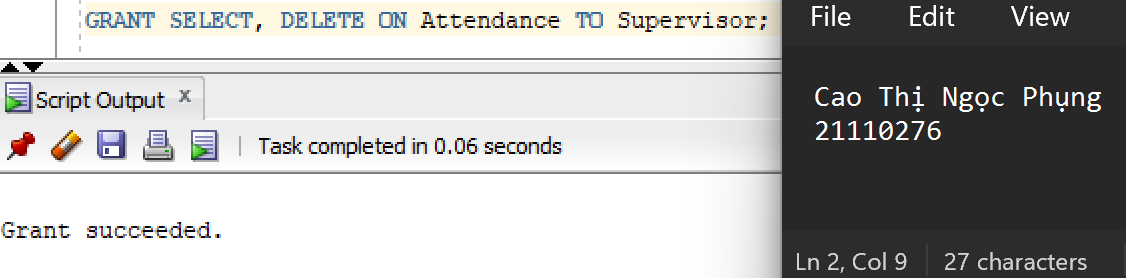 GRANT SELECT, DELETE ON Attendance TO Supervisor;
Script Output x
Task completed in 0.06 seconds
Grant succeeded.
File Edit View
Cao Thị Ngọc Phụng
21110276
Ln 2, Col 9 27 characters